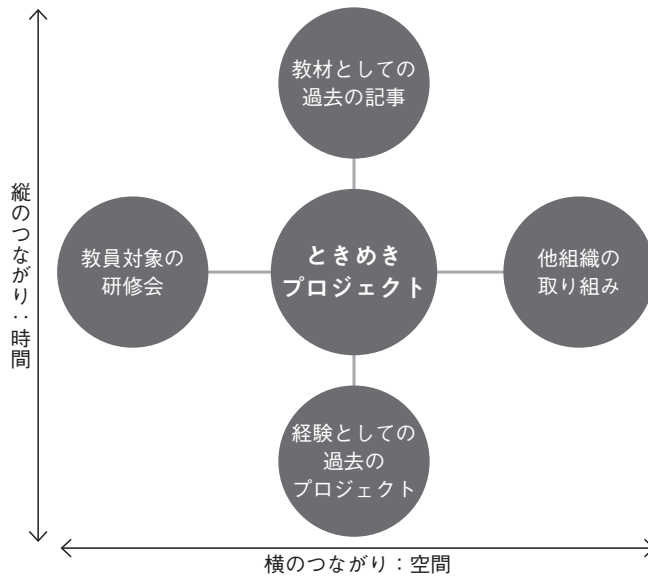 教材としての
過去の記事
縦のつながり：時間
教員対象の
研修会
ときめき
プロジェクト
他組織の
取り組み
経験としての
過去の
プロジェクト
横のつながり：空間